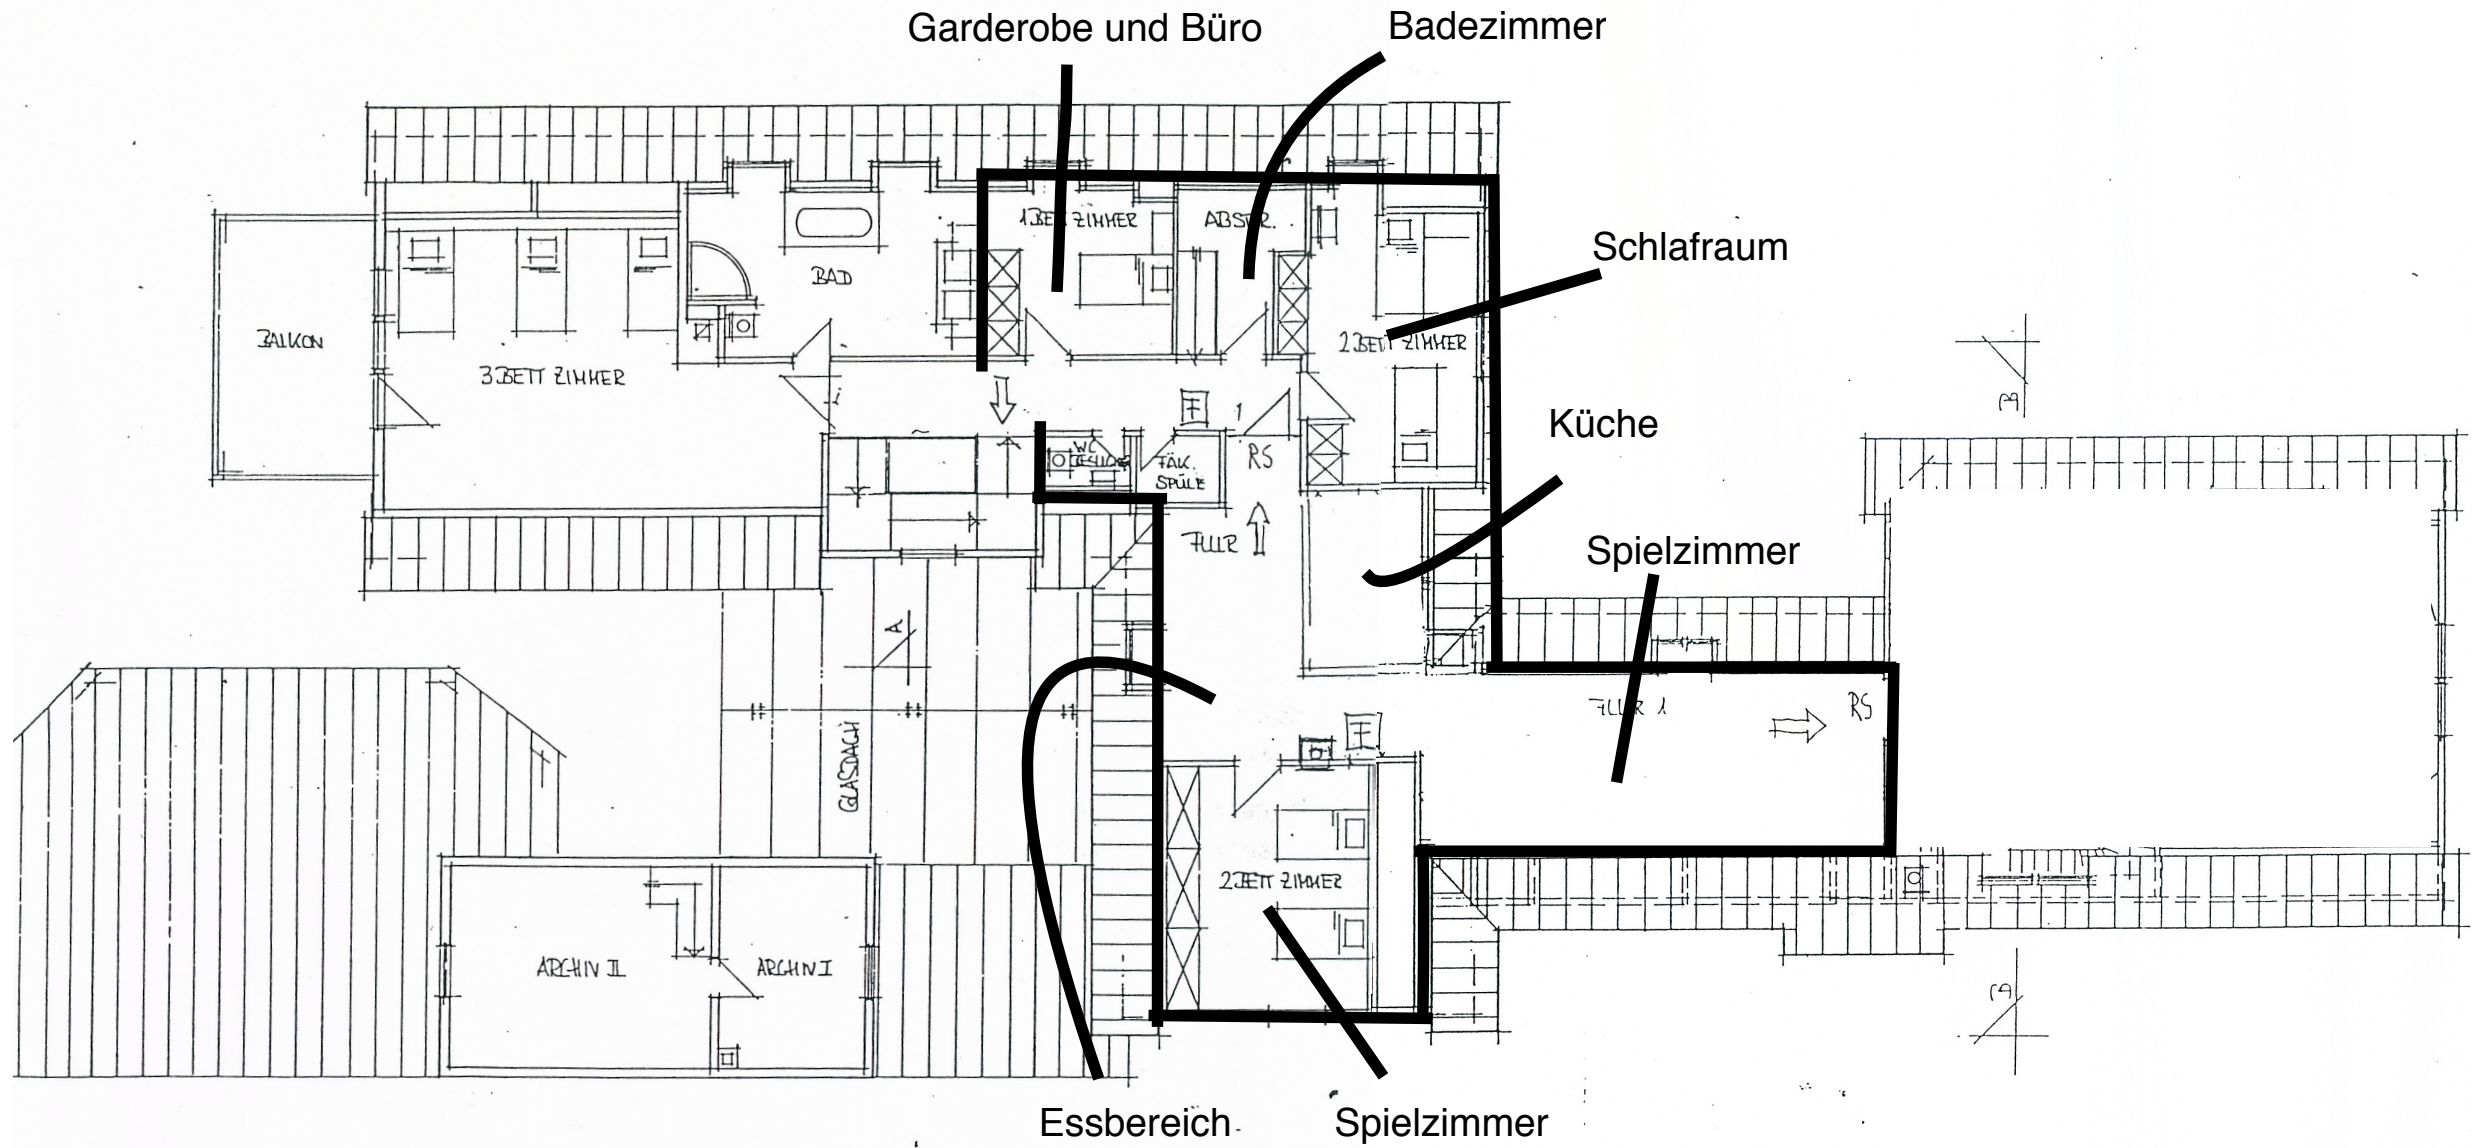 Garderobe und Büro
Badezimmer
1BETT ZIMMER
ABSTR.
Schlafraum
BAD
BALKON
2BETT ZIMMER
3BETT ZIMMER
F
1
B
Küche
WC
RS
FÄK.
SPÜLE
FLUR
Spielzimmer
A
FLUR 1
RS
F
GLASDACH
2BETT ZIMMER
ARCHIV II
ARCHIV I
Essbereich
Spielzimmer